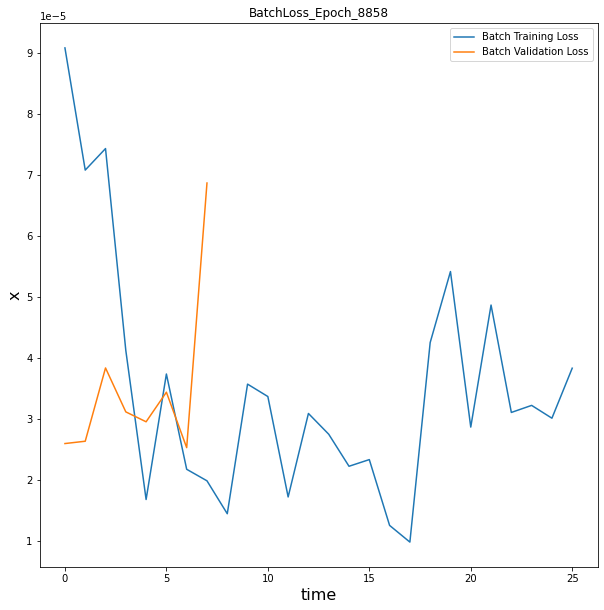 BatchLoss_Epoch_8858
1e−5
Batch Training Loss
Batch Validation Loss
9
8
7
6
5
4
3
2
1
x
0 5 10 15 20 25
time